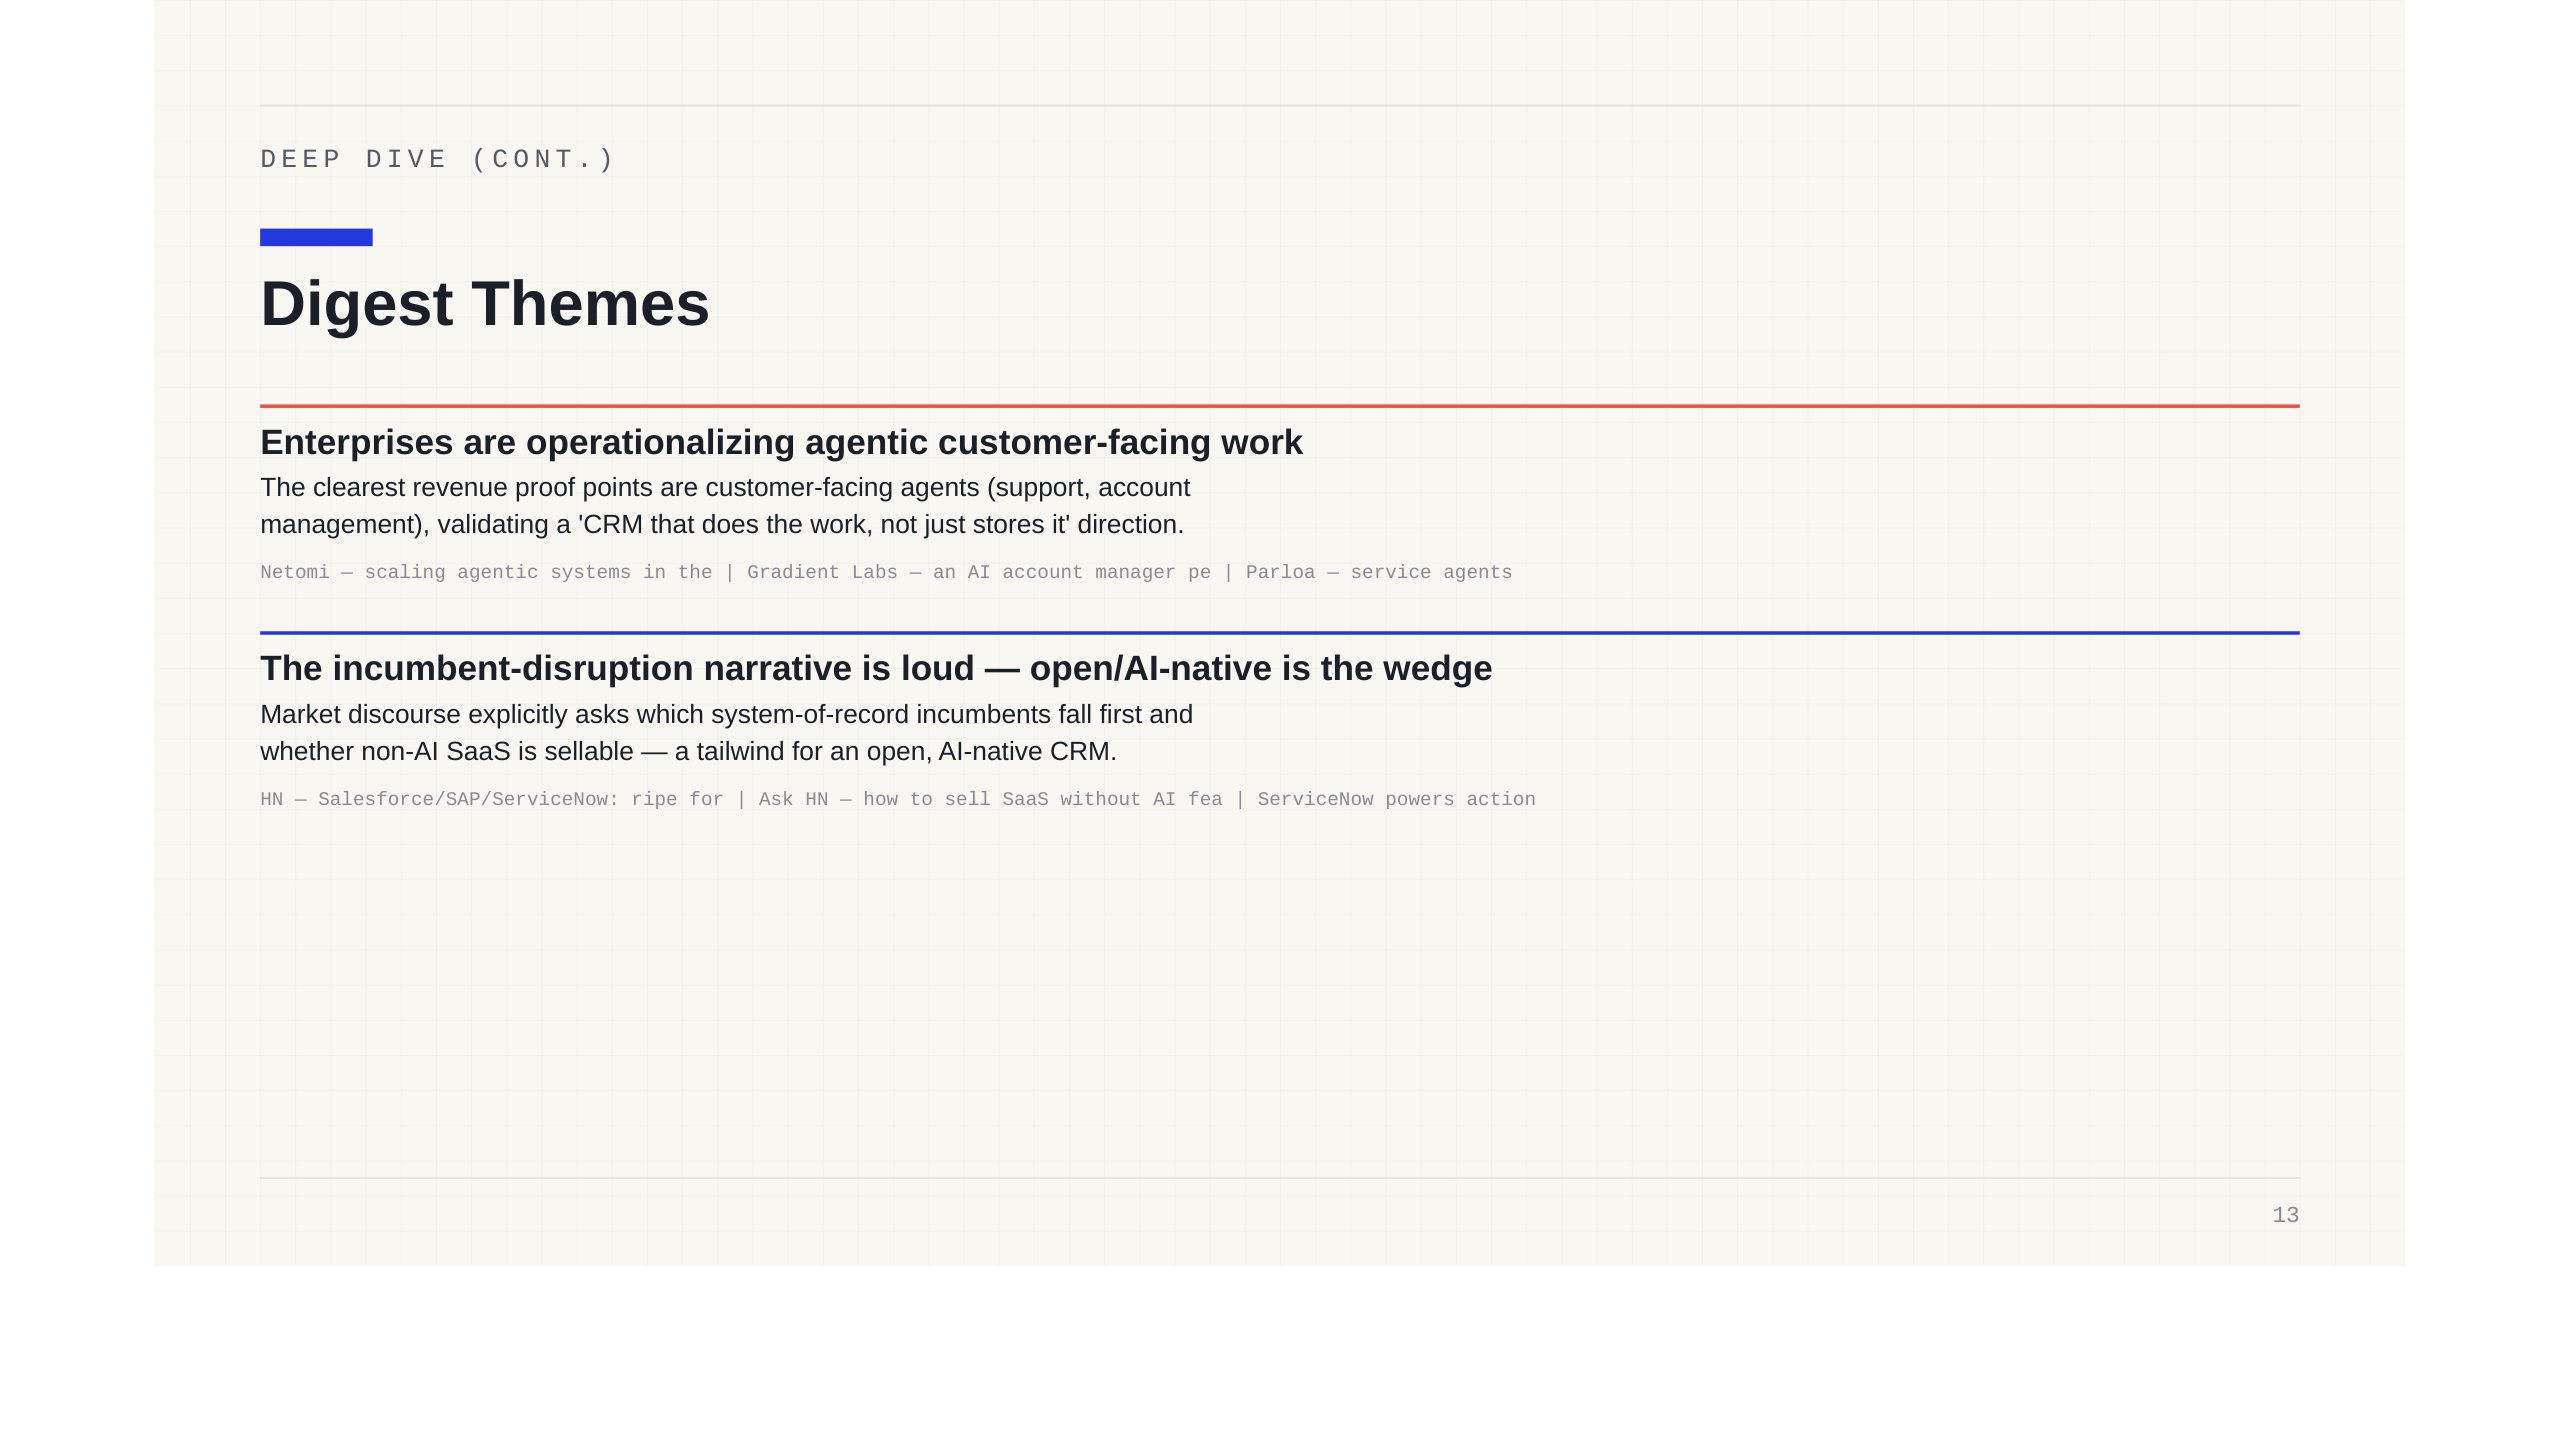 DEEP DIVE (CONT.)
Digest Themes
Enterprises are operationalizing agentic customer-facing work
The clearest revenue proof points are customer-facing agents (support, account
management), validating a 'CRM that does the work, not just stores it' direction.
Netomi — scaling agentic systems in the | Gradient Labs — an AI account manager pe | Parloa — service agents
The incumbent-disruption narrative is loud — open/AI-native is the wedge
Market discourse explicitly asks which system-of-record incumbents fall first and
whether non-AI SaaS is sellable — a tailwind for an open, AI-native CRM.
HN — Salesforce/SAP/ServiceNow: ripe for | Ask HN — how to sell SaaS without AI fea | ServiceNow powers action
13